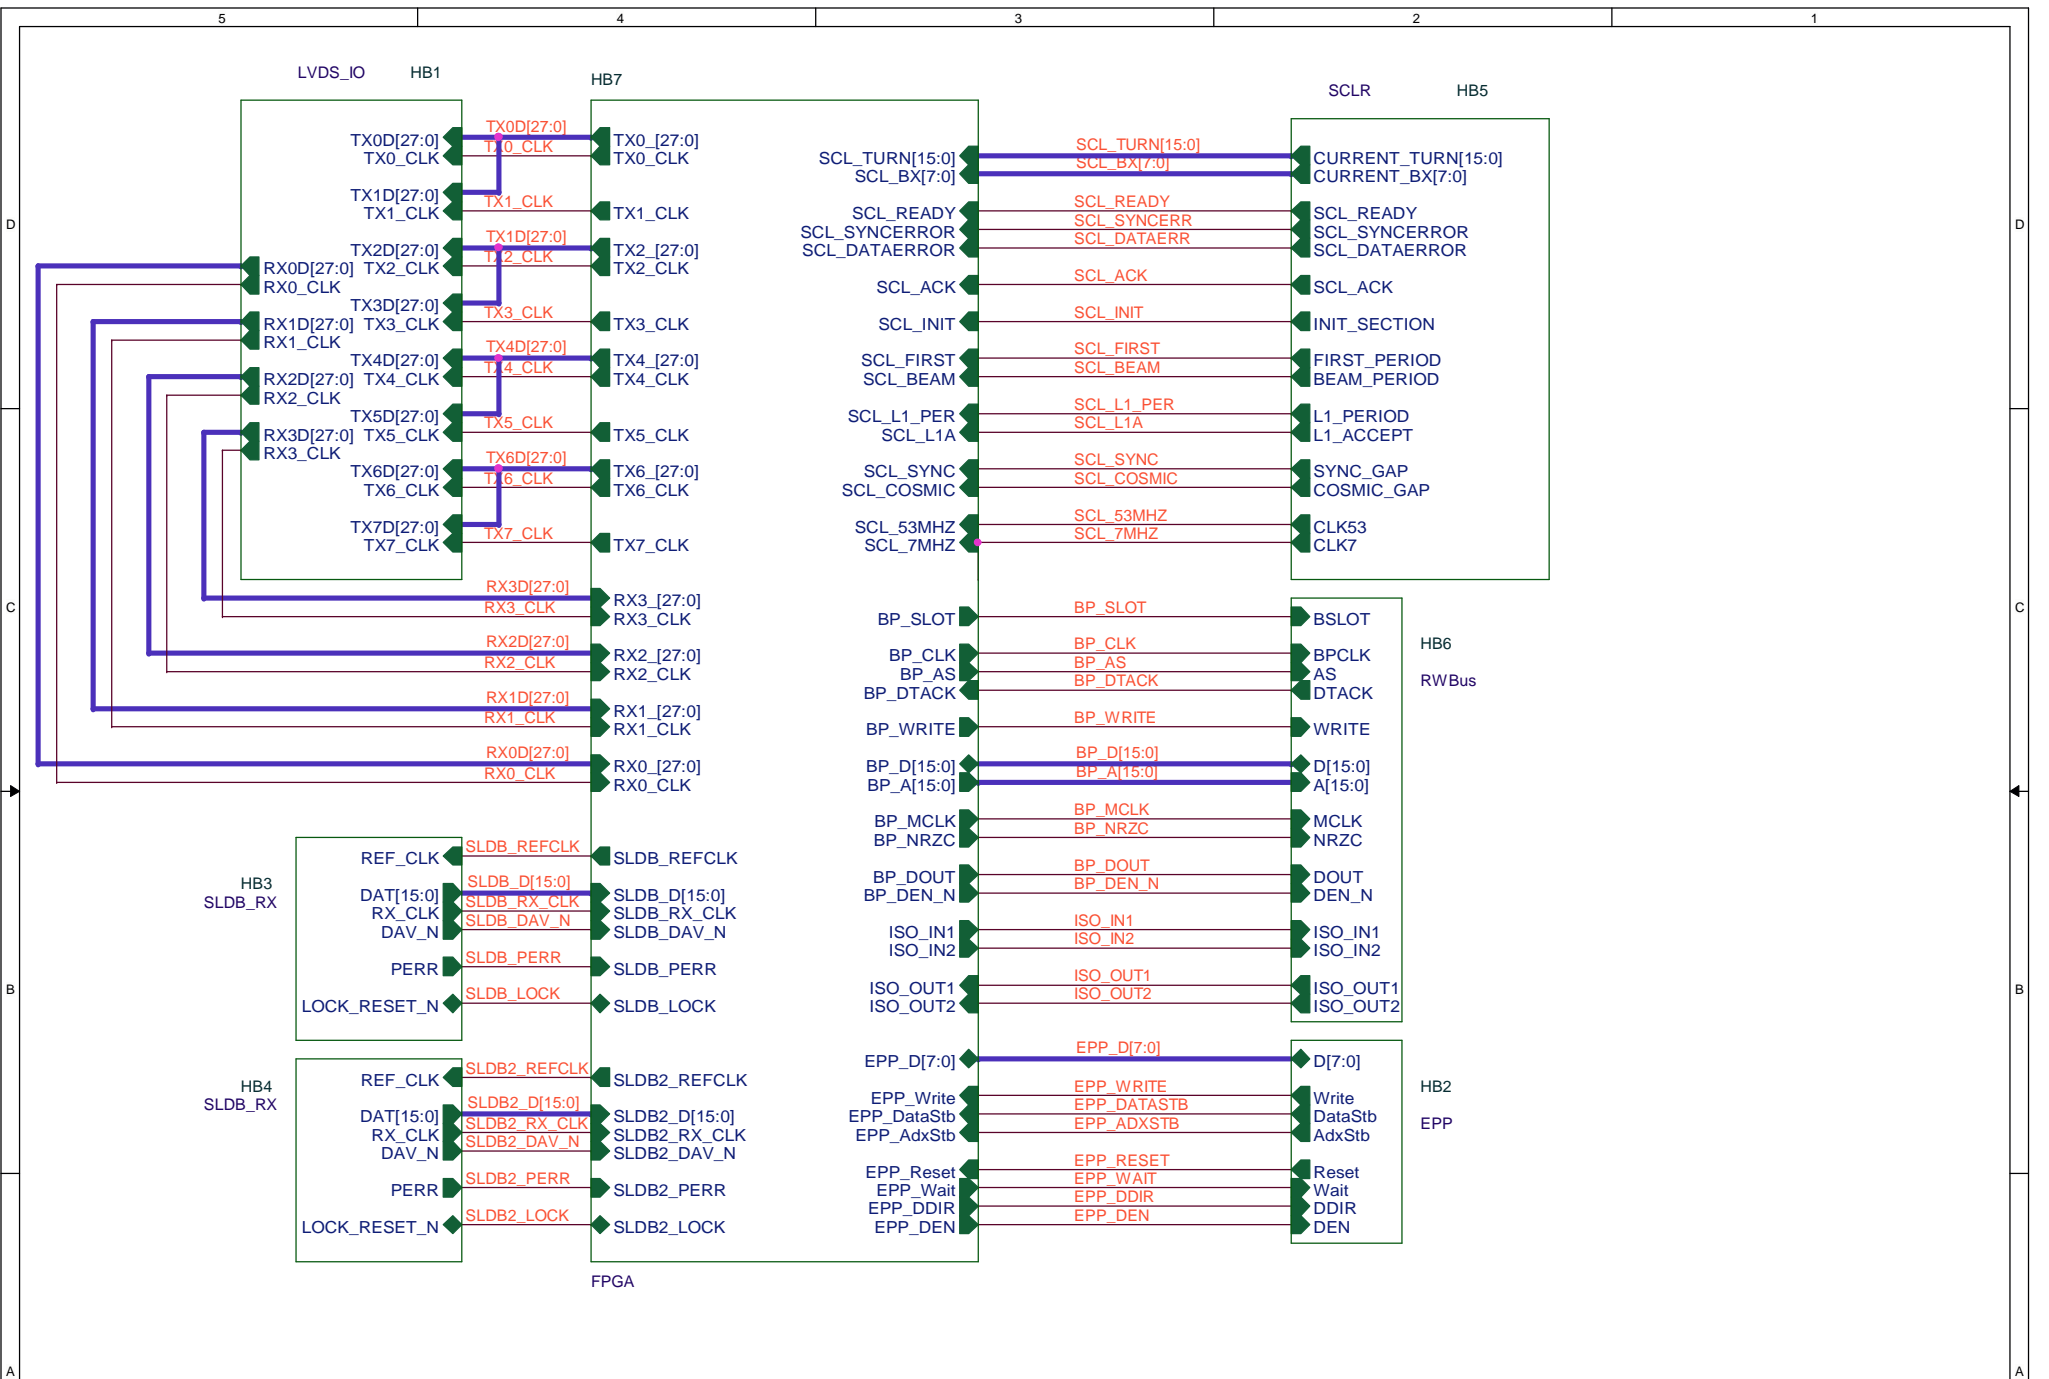 5 4 3 2 1
LVDS_IO HB1
HB7
SCLR HB5
TX0D[27:0]
TX0_CLK
TX1D[27:0]
TX1_CLK
TX2D[27:0]
TX2_CLK
TX3D[27:0]
TX3_CLK
TX4D[27:0]
TX4_CLK
TX5D[27:0]
TX5_CLK
TX6D[27:0]
TX6_CLK
TX7D[27:0]
TX7_CLK
RX0D[27:0]
RX0_CLK
RX1D[27:0]
RX1_CLK
RX2D[27:0]
RX2_CLK
RX3D[27:0]
RX3_CLK
TX0D[27:0]
TX0_CLK
TX1_CLK
TX1D[27:0]
TX2_CLK
TX3_CLK
TX4D[27:0]
TX4_CLK
TX5_CLK
TX6D[27:0]
TX6_CLK
TX7_CLK
RX3D[27:0]
RX3_CLK
RX2D[27:0]
RX2_CLK
RX1D[27:0]
RX1_CLK
RX0D[27:0]
RX0_CLK
TX0_[27:0]
TX0_CLK
TX1_CLK
TX2_[27:0]
TX2_CLK
TX3_CLK
TX4_[27:0]
TX4_CLK
TX5_CLK
TX6_[27:0]
TX6_CLK
TX7_CLK
RX3_[27:0]
RX3_CLK
RX2_[27:0]
RX2_CLK
RX1_[27:0]
RX1_CLK
RX0_[27:0]
RX0_CLK
HB3
SLDB_RX
REF_CLK
DAT[15:0]
RX_CLK
DAV_N
PERR
LOCK_RESET_N
SLDB_REFCLK
SLDB_D[15:0]
SLDB_RX_CLK
SLDB_DAV_N
SLDB_PERR
SLDB_LOCK
SLDB_REFCLK
SLDB_D[15:0]
SLDB_RX_CLK
SLDB_DAV_N
SLDB_PERR
SLDB_LOCK
HB4
SLDB_RX
REF_CLK
DAT[15:0]
RX_CLK
DAV_N
PERR
LOCK_RESET_N
SLDB2_REFCLK
SLDB2_D[15:0]
SLDB2_RX_CLK
SLDB2_DAV_N
SLDB2_PERR
SLDB2_LOCK
SLDB2_REFCLK
SLDB2_D[15:0]
SLDB2_RX_CLK
SLDB2_DAV_N
SLDB2_PERR
SLDB2_LOCK
FPGA
SCL_TURN[15:0]
SCL_BX[7:0]
SCL_READY
SCL_SYNCERROR
SCL_DATAERROR
SCL_ACK
SCL_INIT
SCL_FIRST
SCL_BEAM
SCL_L1_PER
SCL_L1A
SCL_SYNC
SCL_COSMIC
SCL_53MHZ
SCL_7MHZ
SCL_TURN[15:0]
SCL_BX[7:0]
SCL_READY
SCL_SYNCERR
SCL_DATAERR
SCL_ACK
SCL_INIT
SCL_FIRST
SCL_BEAM
SCL_L1_PER
SCL_L1A
SCL_SYNC
SCL_COSMIC
SCL_53MHZ
SCL_7MHZ
CURRENT_TURN[15:0]
CURRENT_BX[7:0]
SCL_READY
SCL_SYNCERROR
SCL_DATAERROR
SCL_ACK
INIT_SECTION
FIRST_PERIOD
BEAM_PERIOD
L1_PERIOD
L1_ACCEPT
SYNC_GAP
COSMIC_GAP
CLK53
CLK7
BP_SLOT
BP_CLK
BP_AS
BP_DTACK
BP_WRITE
BP_D[15:0]
BP_A[15:0]
BP_MCLK
BP_NRZC
BP_DOUT
BP_DEN_N
ISO_IN1
ISO_IN2
ISO_OUT1
ISO_OUT2
BP_SLOT
BP_CLK
BP_AS
BP_DTACK
BP_WRITE
BP_D[15:0]
BP_A[15:0]
BP_MCLK
BP_NRZC
BP_DOUT
BP_DEN_N
ISO_IN1
ISO_IN2
ISO_OUT1
ISO_OUT2
BSLOT
BPCLK
AS
DTACK
WRITE
D[15:0]
A[15:0]
MCLK
NRZC
DOUT
DEN_N
ISO_IN1
ISO_IN2
ISO_OUT1
ISO_OUT2
HB6
RWBus
EPP_D[7:0]
EPP_Write
EPP_DataStb
EPP_AdxStb
EPP_Reset
EPP_Wait
EPP_DDIR
EPP_DEN
EPP_D[7:0]
EPP_WRITE
EPP_DATASTB
EPP_ADXSTB
EPP_RESET
EPP_WAIT
EPP_DDIR
EPP_DEN
D[7:0]
Write
DataStb
AdxStb
Reset
Wait
DDIR
DEN
HB2
EPP
D D
C C
B B
A A